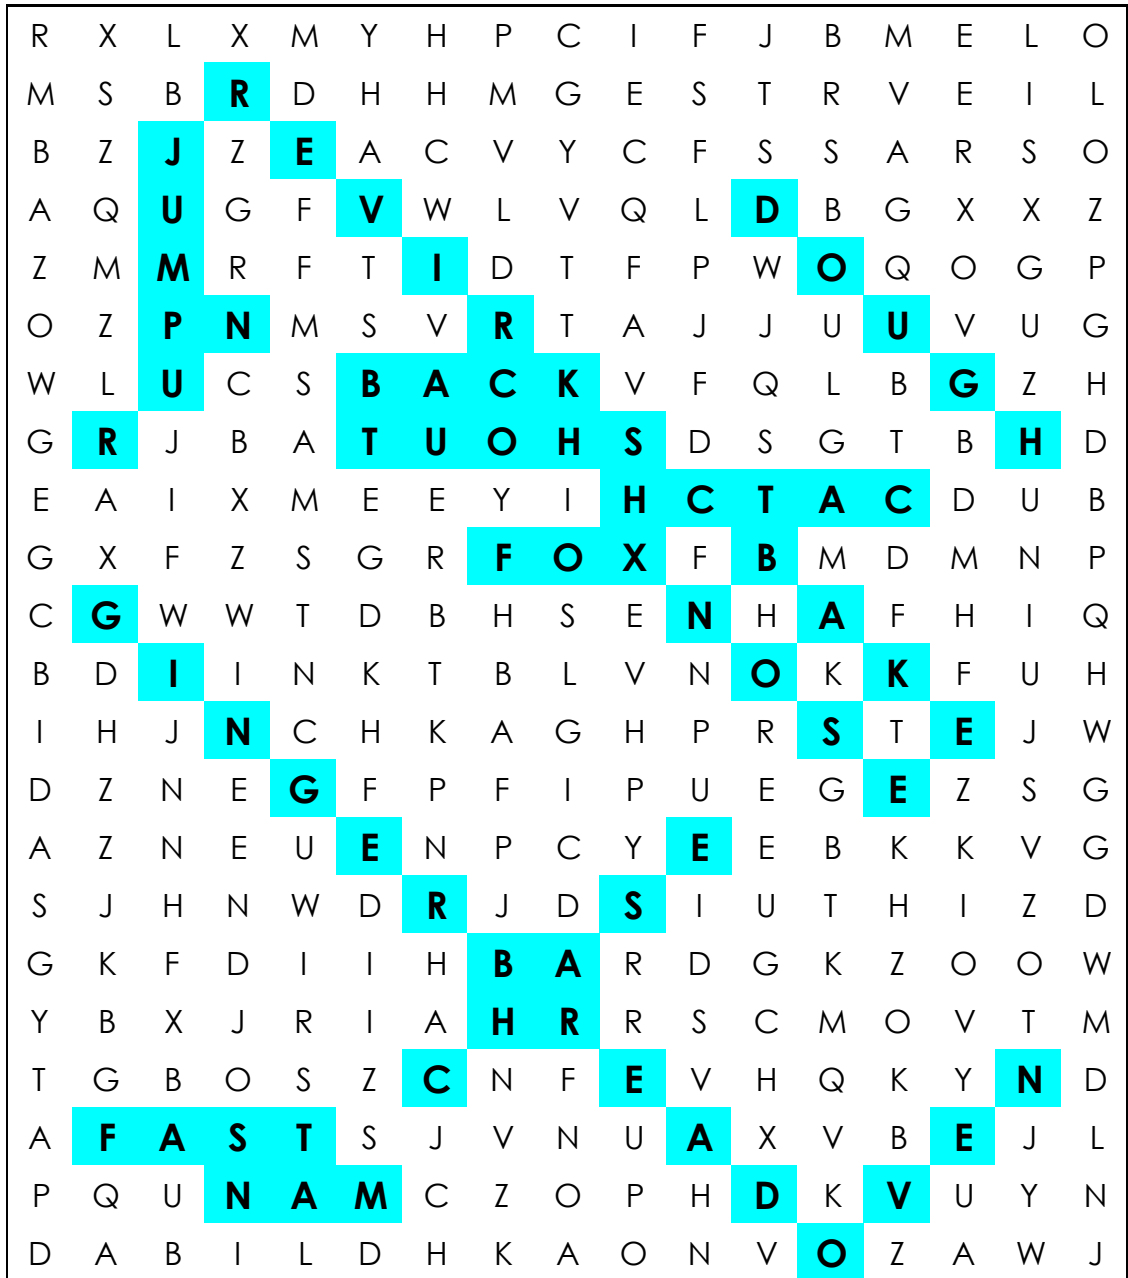 R X L X M Y H P C I F J B M E L O
M S B R D H H M G E S T R V E I L
B Z J Z E A C V Y C F S S A R S O
A Q U G F V W L V Q L D B G X X Z
Z M M R F T I D T F P W O Q O G P
O Z P N M S V R T A J J U U V U G
W L U C S B A C K V F Q L B G Z H
G R J B A T U O H S D S G T B H D
E A I X M E E Y I H C T A C D U B
G X F Z S G R F O X F B M D M N P
C G W W T D B H S E N H A F H I Q
B D I I N K T B L V N O K K F U H
I H J N C H K A G H P R S T E J W
D Z N E G F P F I P U E G E Z S G
A Z N E U E N P C Y E E B K K V G
S J H N W D R J D S I U T H I Z D
G K F D I I H B A R D G K Z O O W
Y B X J R I A H R R S C M O V T M
T G B O S Z C N F E V H Q K Y N D
A F A S T S J V N U A X V B E J L
P Q U N A M C Z O P H D K V U Y N
D A B I L D H K A O N V O Z A W J